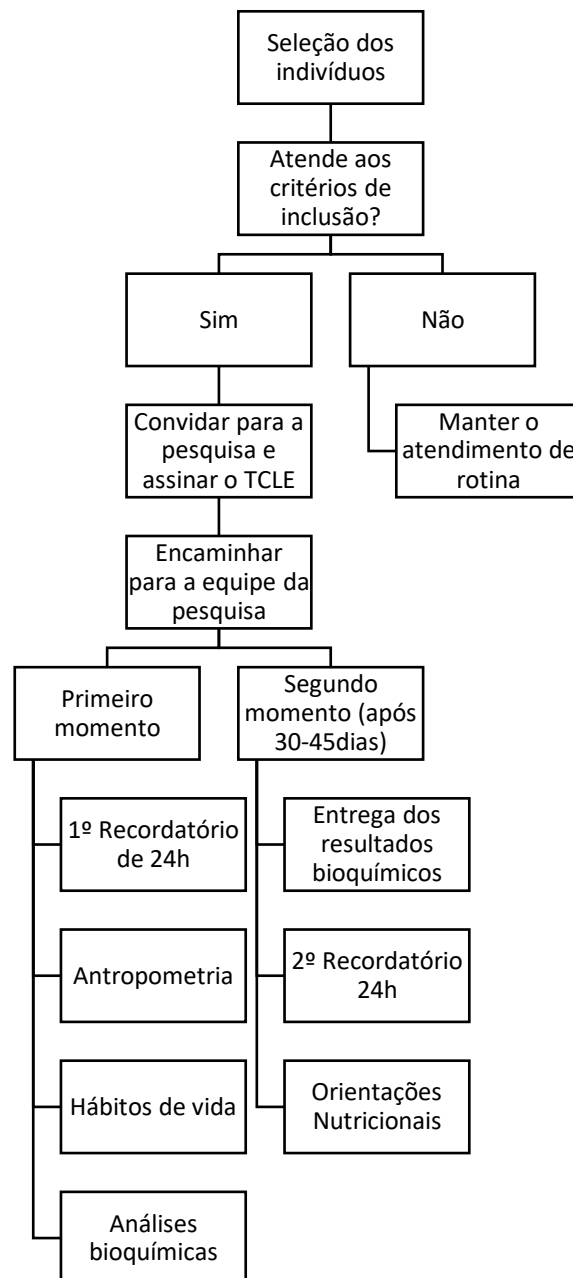 Seleção dos
indivíduos
Atende aos
critérios de
inclusão?
Sim
Não
Convidar para a
pesquisa e
assinar o TCLE
Manter o
atendimento de
rotina
Encaminhar
para a equipe da
pesquisa
Primeiro
momento
Segundo
momento (após
30-45dias)
1º Recordatório
de 24h
Entrega dos
resultados
bioquímicos
Antropometria
2º Recordatório
24h
Hábitos de vida
Orientações
Nutricionais
Análises
bioquímicas